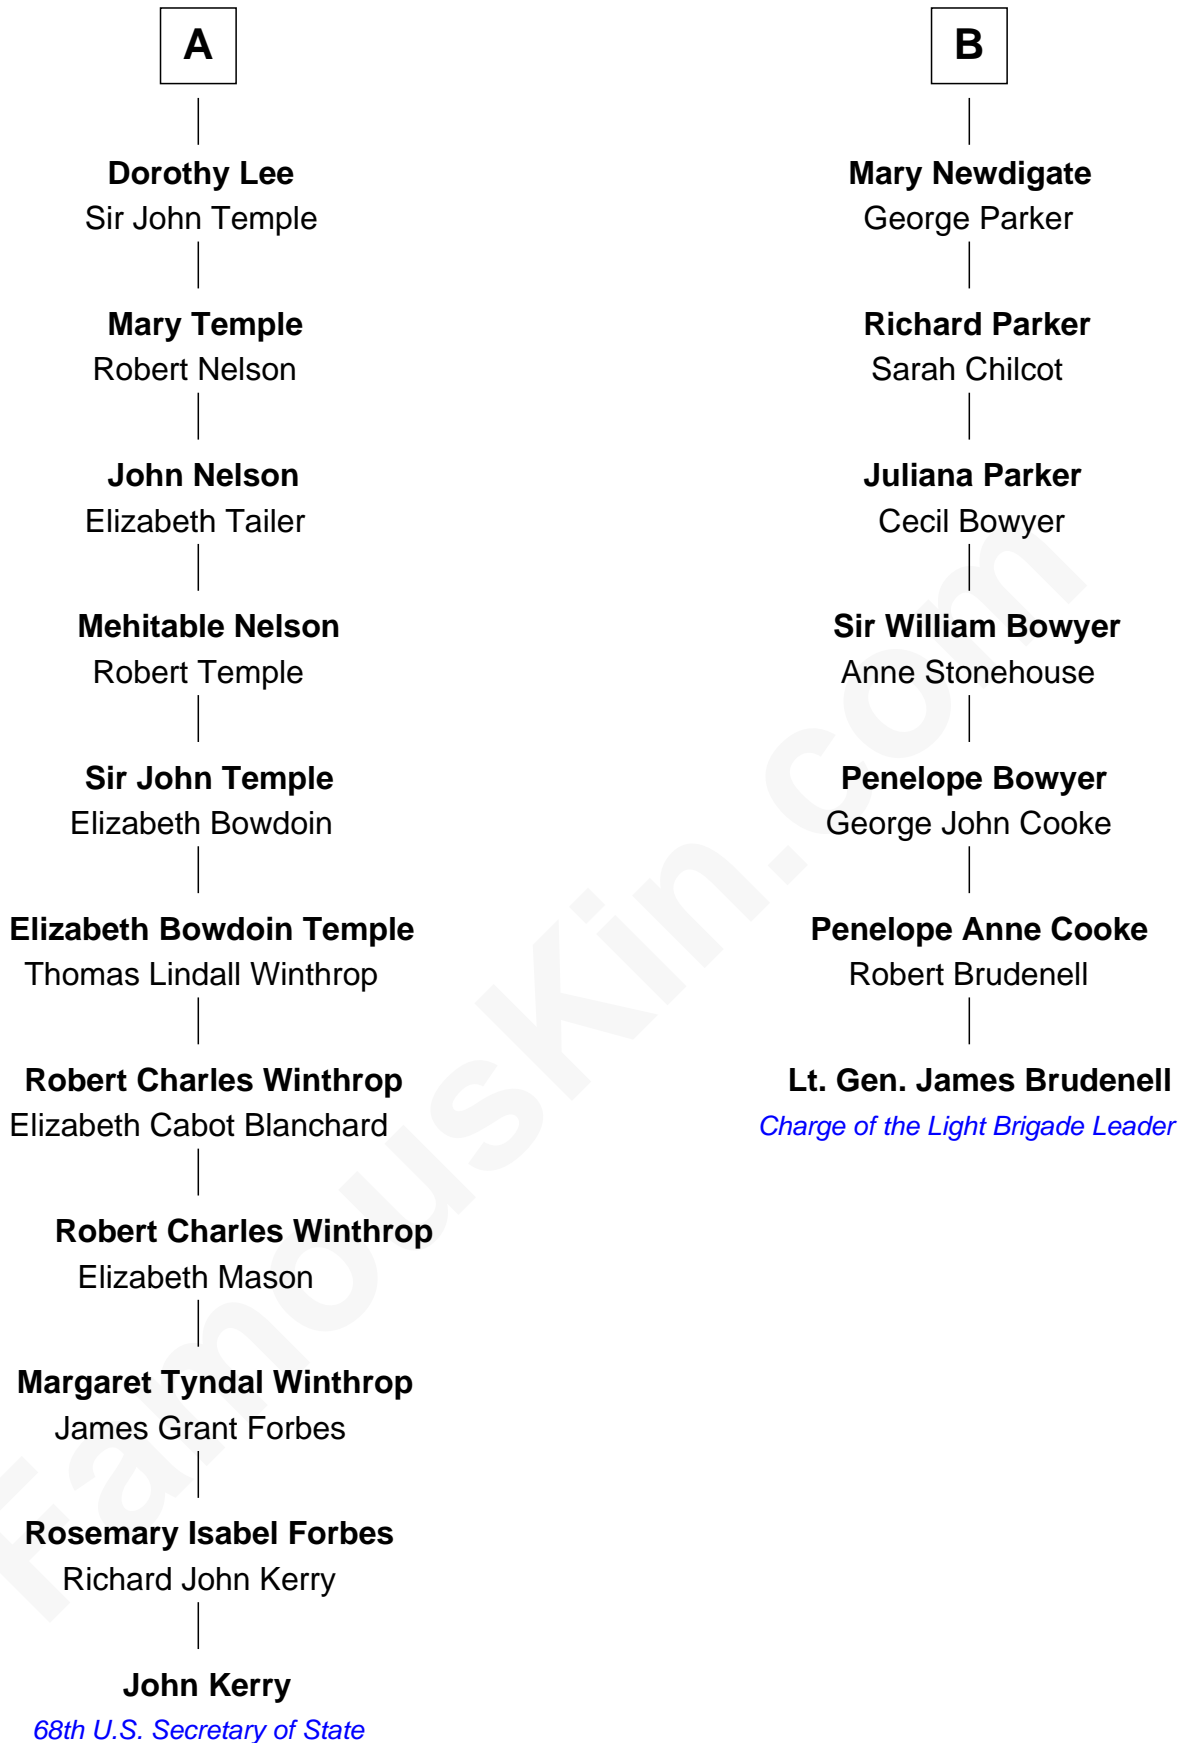 A
Dorothy Lee
Sir John Temple
Mary Temple
Robert Nelson
John Nelson
Elizabeth Tailer
Mehitable Nelson
Robert Temple
Sir John Temple
Elizabeth Bowdoin
Elizabeth Bowdoin Temple
Thomas Lindall Winthrop
Robert Charles Winthrop
Elizabeth Cabot Blanchard
Robert Charles Winthrop
Elizabeth Mason
Margaret Tyndal Winthrop
James Grant Forbes
Rosemary Isabel Forbes
Richard John Kerry
John Kerry
68th U.S. Secretary of State
B
Mary Newdigate
George Parker
Richard Parker
Sarah Chilcot
Juliana Parker
Cecil Bowyer
Sir William Bowyer
Anne Stonehouse
Penelope Bowyer
George John Cooke
Penelope Anne Cooke
Robert Brudenell
Lt. Gen. James Brudenell
Charge of the Light Brigade Leader
FamousKin.com